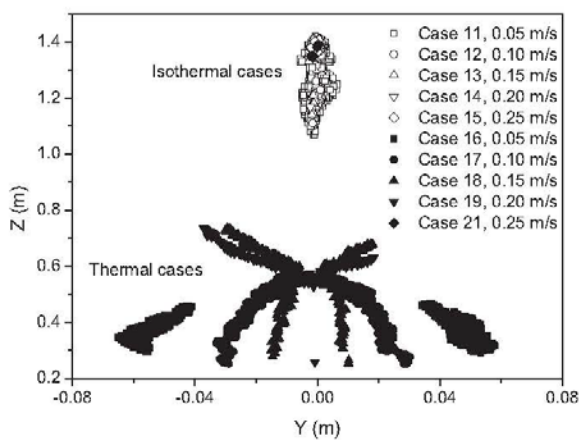 1.4
1.2
1.0
0.8
0.6
0.4
0.2
Z (m)
-0.08
-0.04
0.00
0.04
0.08
Y (m)
Isothermal cases
Thermal cases
Case 11, 0.05 m/s
Case 12, 0.10 m/s
Case 13, 0.15 m/s
Case 14, 0.20 m/s
Case 15, 0.25 m/s
Case 16, 0.05 m/s
Case 17, 0.10 m/s
Case 18, 0.15 m/s
Case 19, 0.20 m/s
Case 21, 0.25 m/s